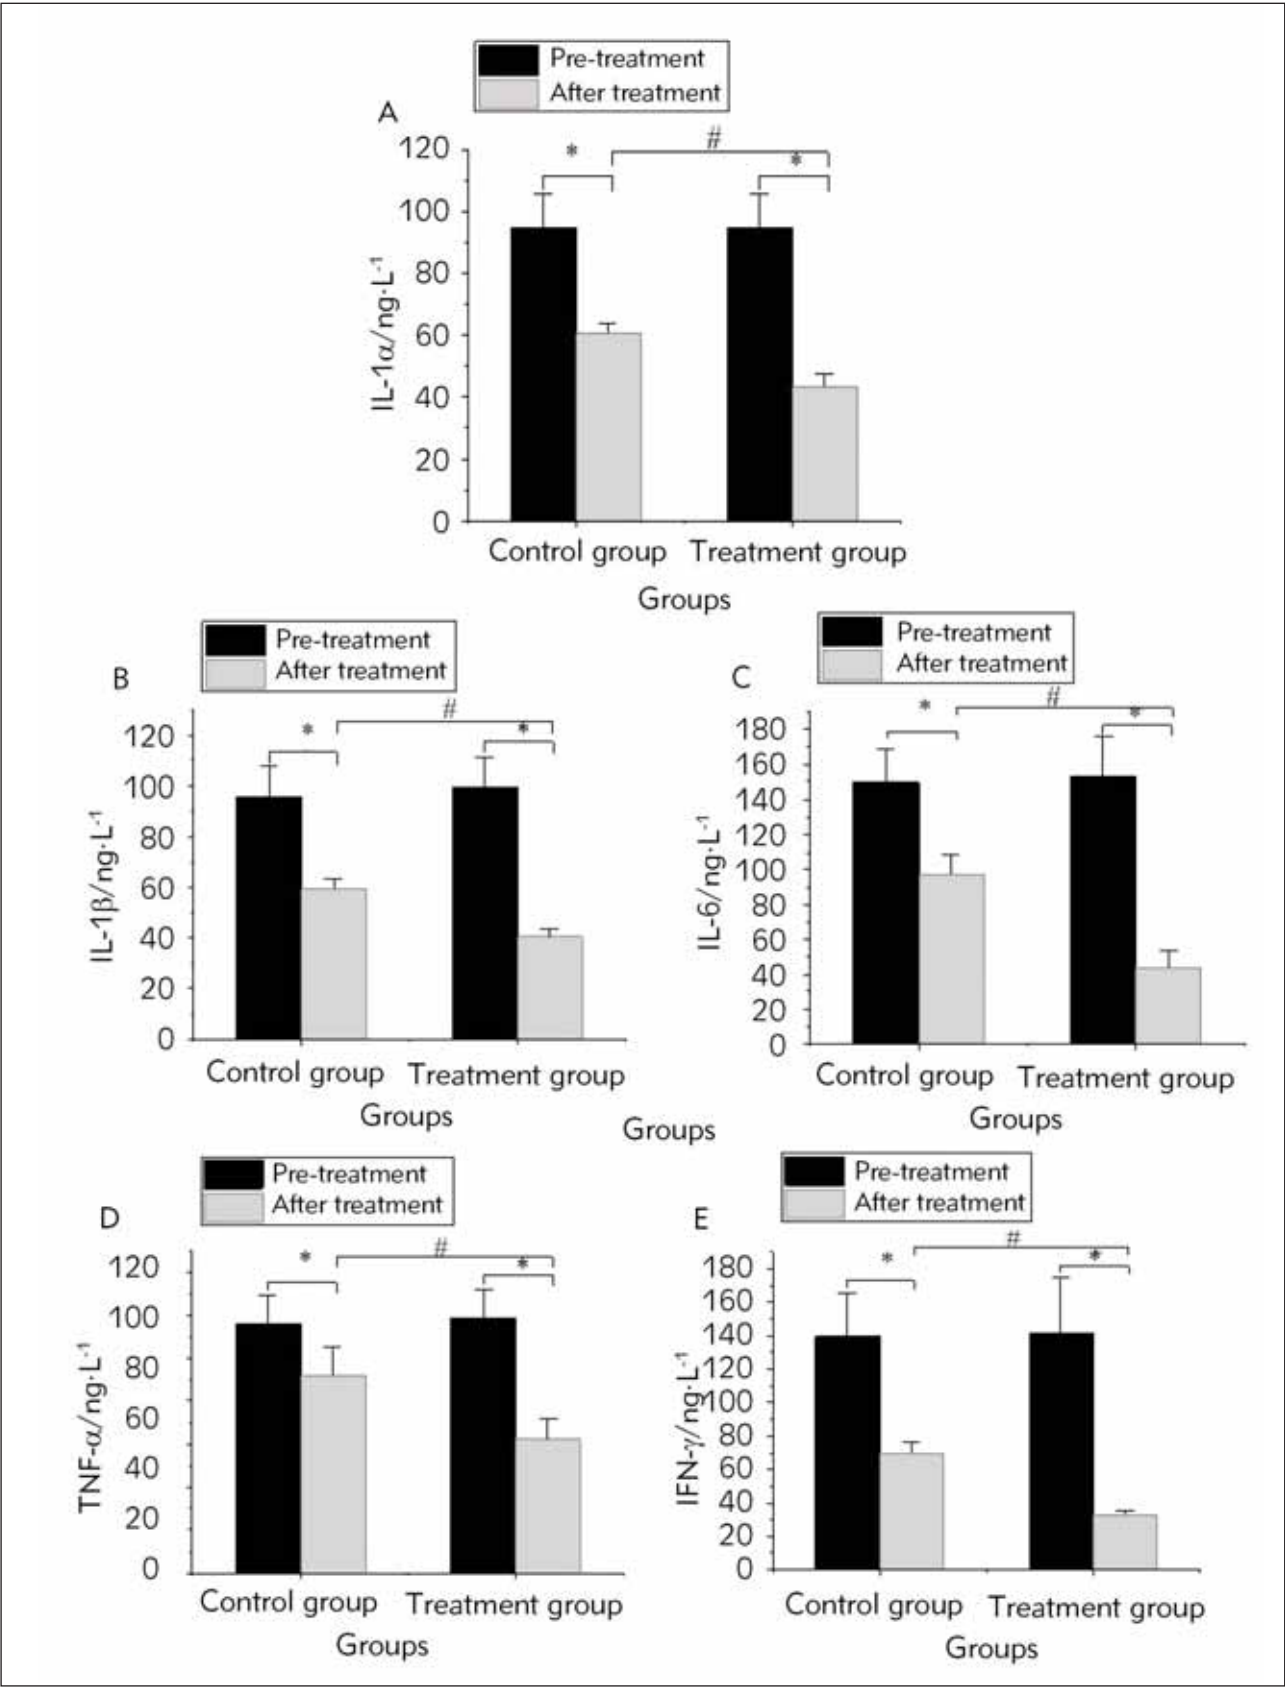 Pre-treatment
After treatment
A
*
#
*
120
100
80
60
40
20
0
IL-1α/ng·L-1
Control group
Treatment group
Groups
Pre-treatment
After treatment
B
*
#
*
120
100
80
60
40
20
0
IL-1β/ng·L-1
Control group
Treatment group
Groups
Pre-treatment
After treatment
C
*
#
*
180
160
140
120
100
80
60
40
20
0
IL-6/ng·L-1
Control group
Treatment group
Groups
Groups
Pre-treatment
After treatment
D
*
#
*
120
100
80
60
40
20
0
TNF-α/ng·L-1
Control group
Treatment group
Groups
Pre-treatment
After treatment
E
*
#
*
180
160
140
120
100
80
60
40
20
0
IFN-γ/ng·L-1
Control group
Treatment group
Groups